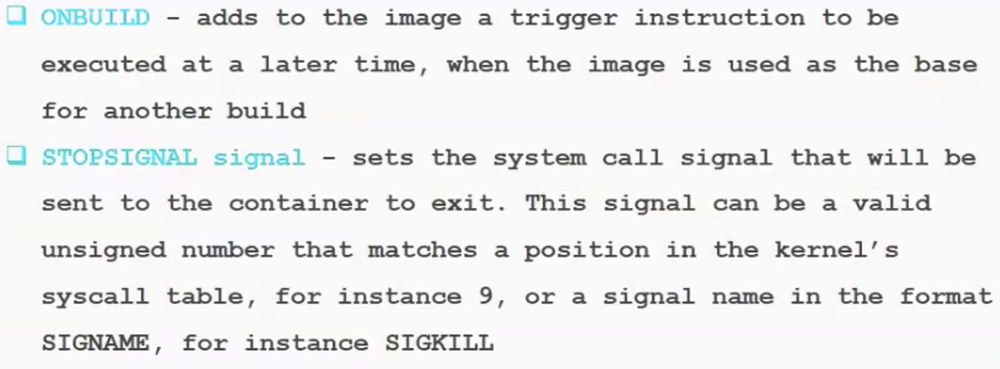 ❑ ONBUILD – adds to the image a trigger instruction to be
executed at a later time, when the image is used as the base
for another build
❑ STOPSIGNAL signal – sets the system call signal that will be
sent to the container to exit. This signal can be a valid
unsigned number that matches a position in the kernel’s
syscall table, for instance 9, or a signal name in the format
SIGNAME, for instance SIGKILL